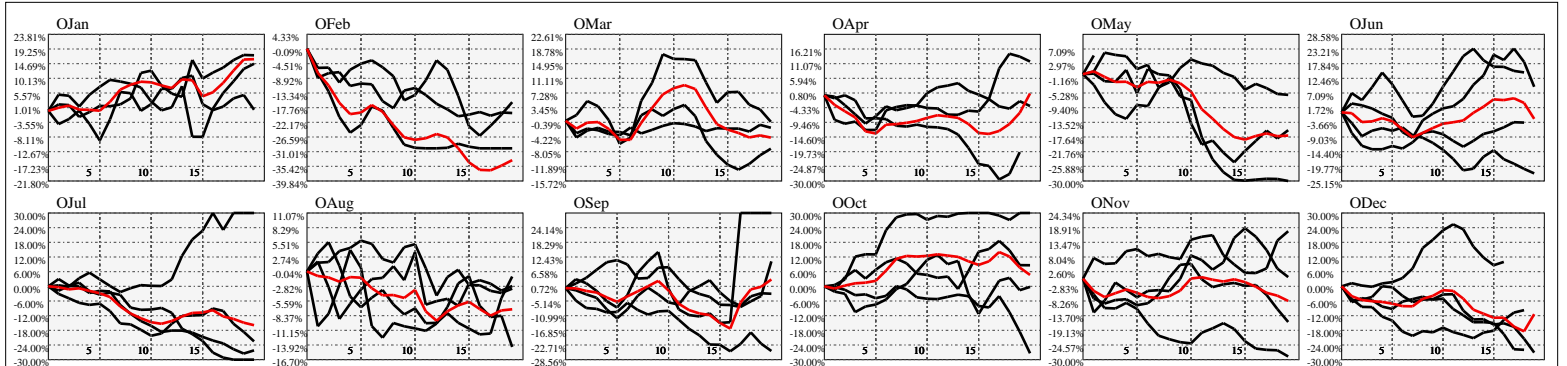 OJan OFeb OMar OApr OMay OJun
23.81% 4.33% 22.61% 16.21% 7.09% 28.58%
19.25% -0.09% 18.78% 11.07% 2.97% 23.21%
14.69% -4.51% 14.95% 5.94% -1.16% 17.84%
10.13% -8.92% 11.11% 0.80% -5.28% 12.46%
5.57% -13.34% 7.28% -4.33% -9.40% 7.09%
1.01% -17.76% 3.45% -9.46% -13.52% 1.72%
-3.55% -22.17% -0.39% -14.60% -17.64% -3.66%
-8.11% -26.59% -4.22% -19.73% -21.76% -9.03%
-12.67% -31.01% -8.05% -24.87% -25.88% -14.40%
-17.23% -35.42% -11.89% -30.00% -30.00% -19.77%
-21.80% -39.84% -15.72% -25.15%
5 10 15 5 10 15 5 10 15 5 10 15 5 10 15 5 10 15
OJul OAug OSep OOct ONov ODec
30.00% 11.07% 24.14% 30.00% 24.34% 30.00%
24.00% 8.29% 18.29% 24.00% 18.91% 24.00%
18.00% 5.51% 12.43% 18.00% 13.47% 18.00%
12.00% 2.74% 6.58% 12.00% 8.04% 12.00%
6.00% -0.04% 0.72% 6.00% 2.60% 6.00%
0.00% -2.82% -5.14% 0.00% -2.83% 0.00%
-6.00% -5.59% -10.99% -6.00% -8.26% -6.00%
-12.00% -8.37% -16.85% -12.00% -13.70% -12.00%
-18.00% -11.15% -22.71% -18.00% -19.13% -18.00%
-24.00% -13.92% -28.56% -24.00% -24.57% -24.00%
-30.00% -16.70% -30.00% -30.00% -30.00%
5 10 15 5 10 15 5 10 15 5 10 15 5 10 15 5 10 15